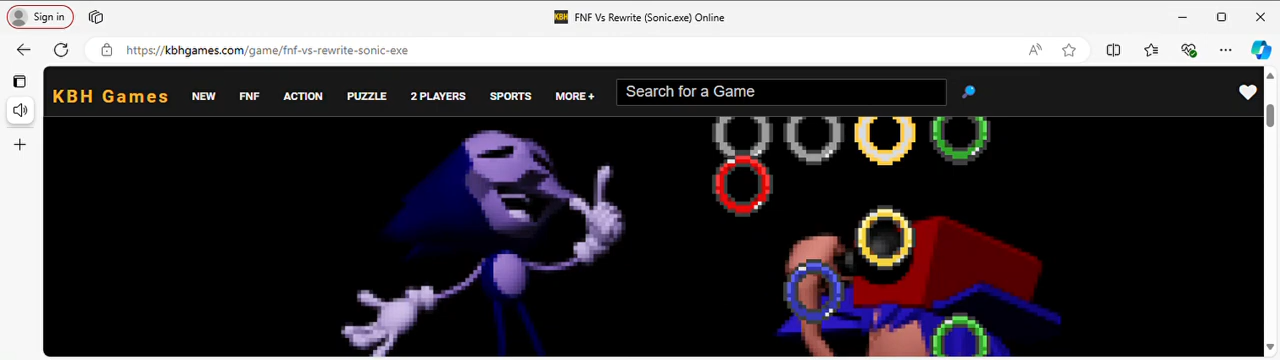 Sign in
KBH FNF Vs Rewrite (Sonic.exe) Online
https://kbhgames.com/game/fnf-vs-rewrite-sonic-exe
KBH Games NEW FNF ACTION PUZZLE 2 PLAYERS SPORTS MORE + Search for a Game